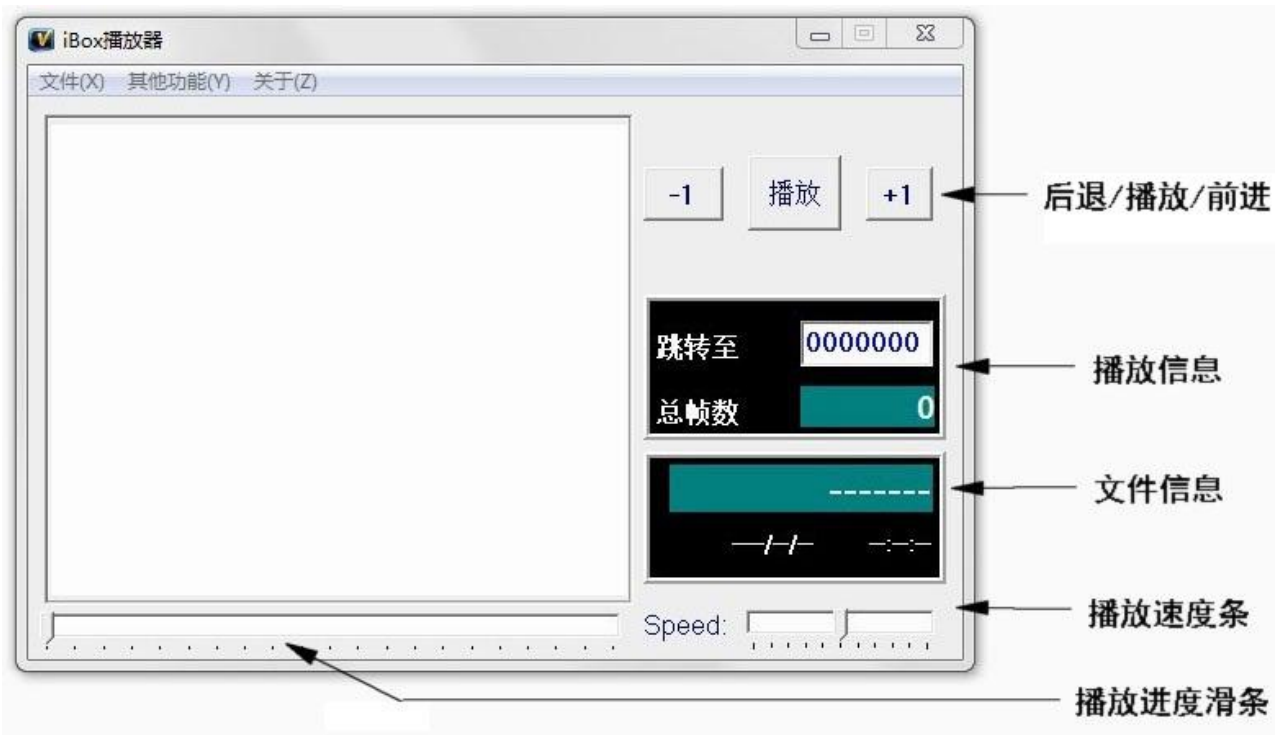 iBox播放器
文件(X) 其他功能(Y) 关于(Z)
-1 播放 +1
后退/播放/前进
跳转至 0000000
播放信息
总帧数 0
-------
文件信息
----/--/-- --:--:--
Speed:
播放速度条
播放进度滑条